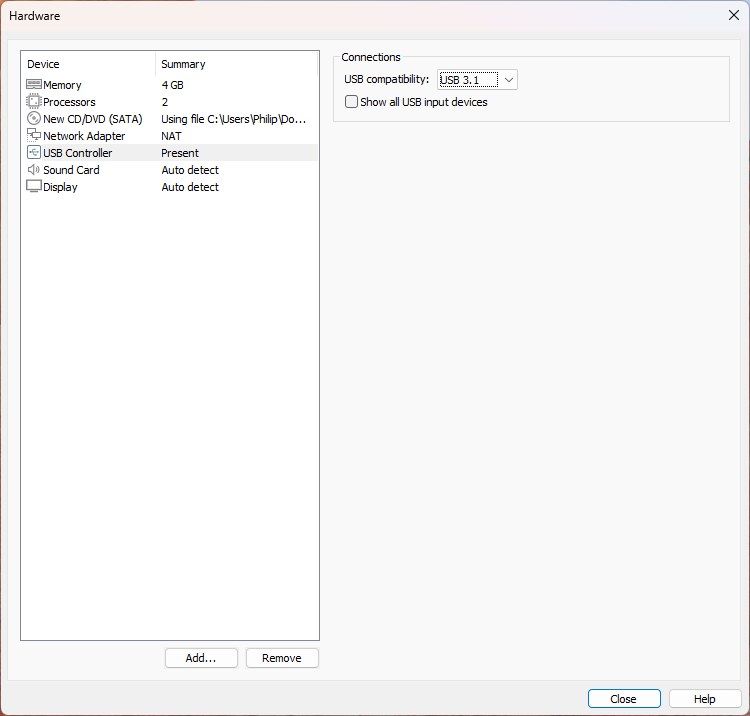 Hardware
Device Summary
Memory 4 GB
Processors 2
New CD/DVD (SATA) Using file C:\Users\Philip\Do...
Network Adapter NAT
USB Controller Present
Sound Card Auto detect
Display Auto detect
Add... Remove
Connections
USB compatibility: USB 3.1
Show all USB input devices
Close Help